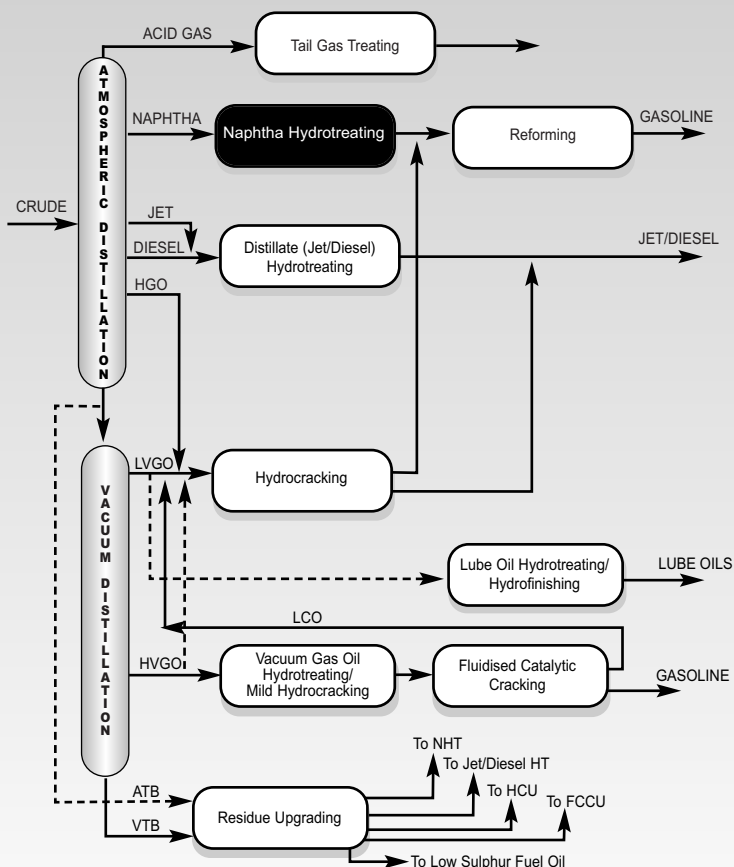 ACID GAS
Tail Gas Treating
ATMOSPHERIC DISTILLATION
NAPHTHA
Naphtha Hydrotreating
Reforming
GASOLINE
CRUDE
JET
DIESEL
Distillate (Jet/Diesel)
Hydrotreating
JET/DIESEL
HGO
VACUUM DISTILLATION
LVGO
Hydrocracking
Lube Oil Hydrotreating/
Hydrofinishing
LUBE OILS
LCO
HVGO
Vacuum Gas Oil
Hydrotreating/
Mild Hydrocracking
Fluidised Catalytic
Cracking
GASOLINE
ATB
VTB
Residue Upgrading
To NHT
To Jet/Diesel HT
To HCU
To FCCU
To Low Sulphur Fuel Oil